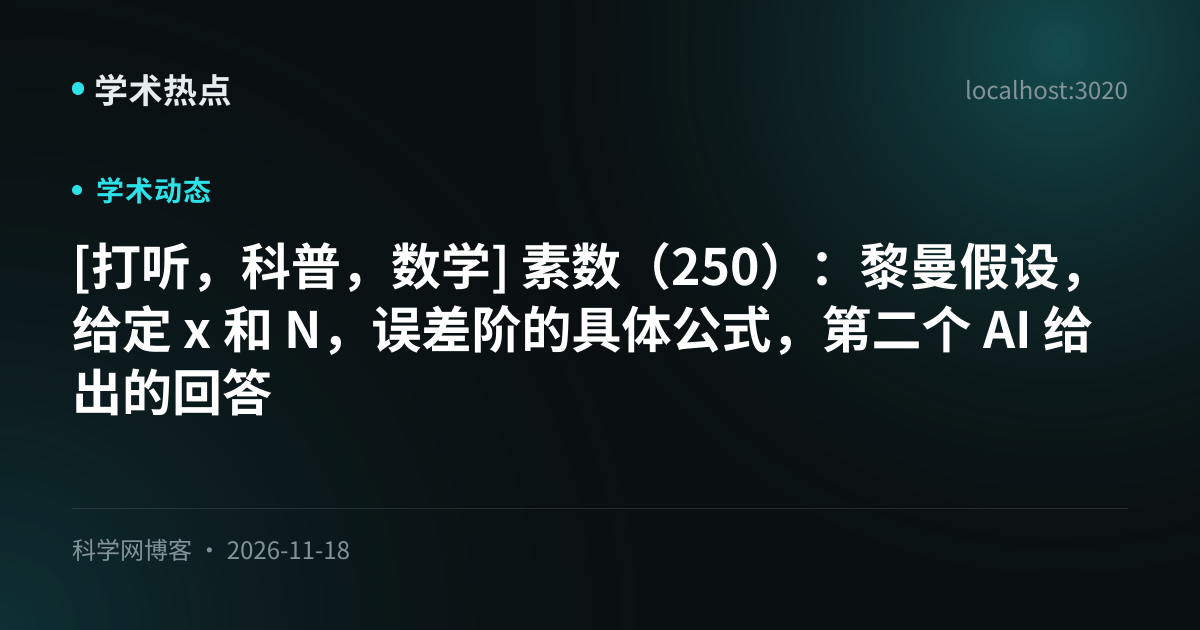 学术热点
localhost:3020
学术动态
[打听，科普，数学] 素数（250）：黎曼假设，
给定 x 和 N，误差阶的具体公式，第二个 AI 给
出的回答
科学网博客 · 2026-11-18